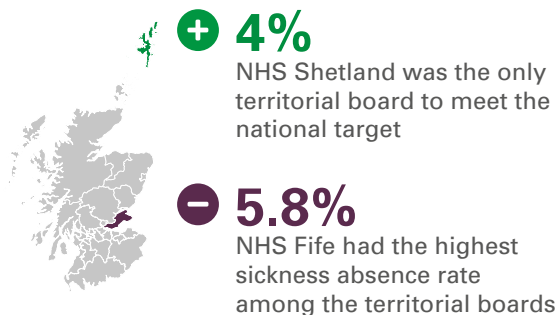 4%
NHS Shetland was the only
territorial board to meet the
national target
5.8%
NHS Fife had the highest
sickness absence rate
among the territorial boards